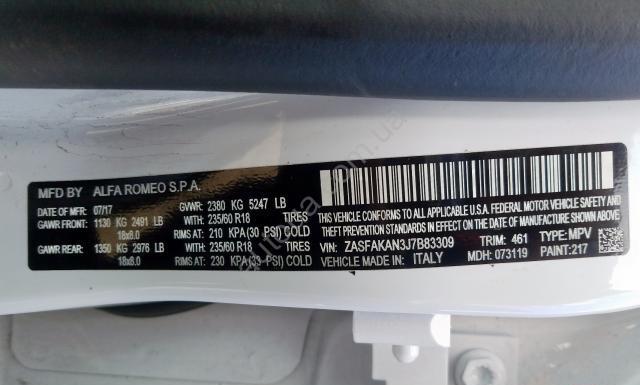 MFD BY ALFA ROMEO S.P.A.
DATE OF MFR: 07/17 GVWR: 2380 KG 5247 LB
GAWR FRONT: 1130 KG 2491 LB WITH: 235/60 R18 TIRES
18x8.0 RIMS AT: 210 KPA(30 PSI) COLD
GAWR REAR: 1350 KG 2976 LB WITH: 235/60 R18 TIRES
18x8.0 RIMS AT: 230 KPA(33 PSI) COLD
THIS VEHICLE CONFORMS TO ALL APPLICABLE U.S.A. FEDERAL MOTOR VEHICLE SAFETY,
BUMPER, AND THEFT PREVENTION STANDARDS IN EFFECT ON THE DATE OF MFR SHOWN ABOVE.
VIN: ZASFAKAN3J7B83309 TRIM: 461 TYPE: MPV
VEHICLE MADE IN: ITALY MDH: 073119 PAINT: 217